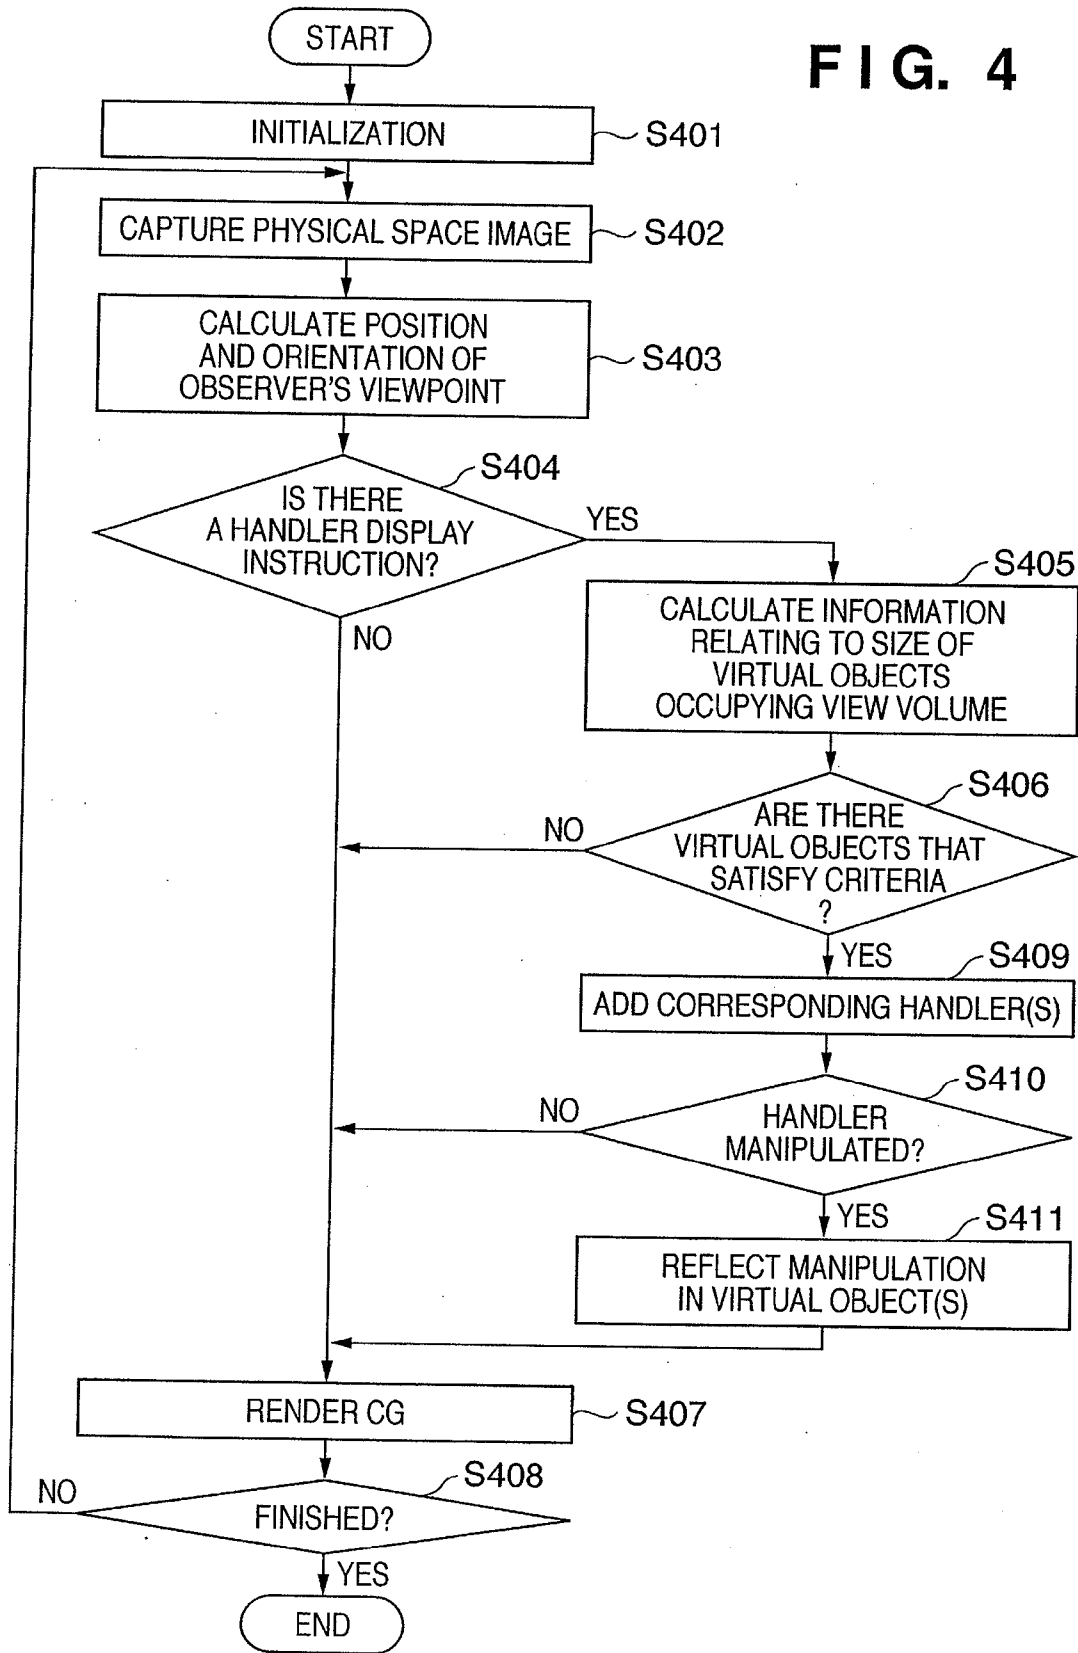 START
FIG. 4
INITIALIZATION
S401
CAPTURE PHYSICAL SPACE IMAGE
S402
CALCULATE POSITION
AND ORIENTATION OF
OBSERVER'S VIEWPOINT
S403
S404
IS THERE
A HANDLER DISPLAY
INSTRUCTION?
YES
NO
S405
CALCULATE INFORMATION
RELATING TO SIZE OF
VIRTUAL OBJECTS
OCCUPYING VIEW VOLUME
S406
ARE THERE
VIRTUAL OBJECTS THAT
SATISFY CRITERIA
?
NO
YES
S409
ADD CORRESPONDING HANDLER(S)
S410
HANDLER
MANIPULATED?
NO
YES
S411
REFLECT MANIPULATION
IN VIRTUAL OBJECT(S)
RENDER CG
S407
S408
FINISHED?
NO
YES
END